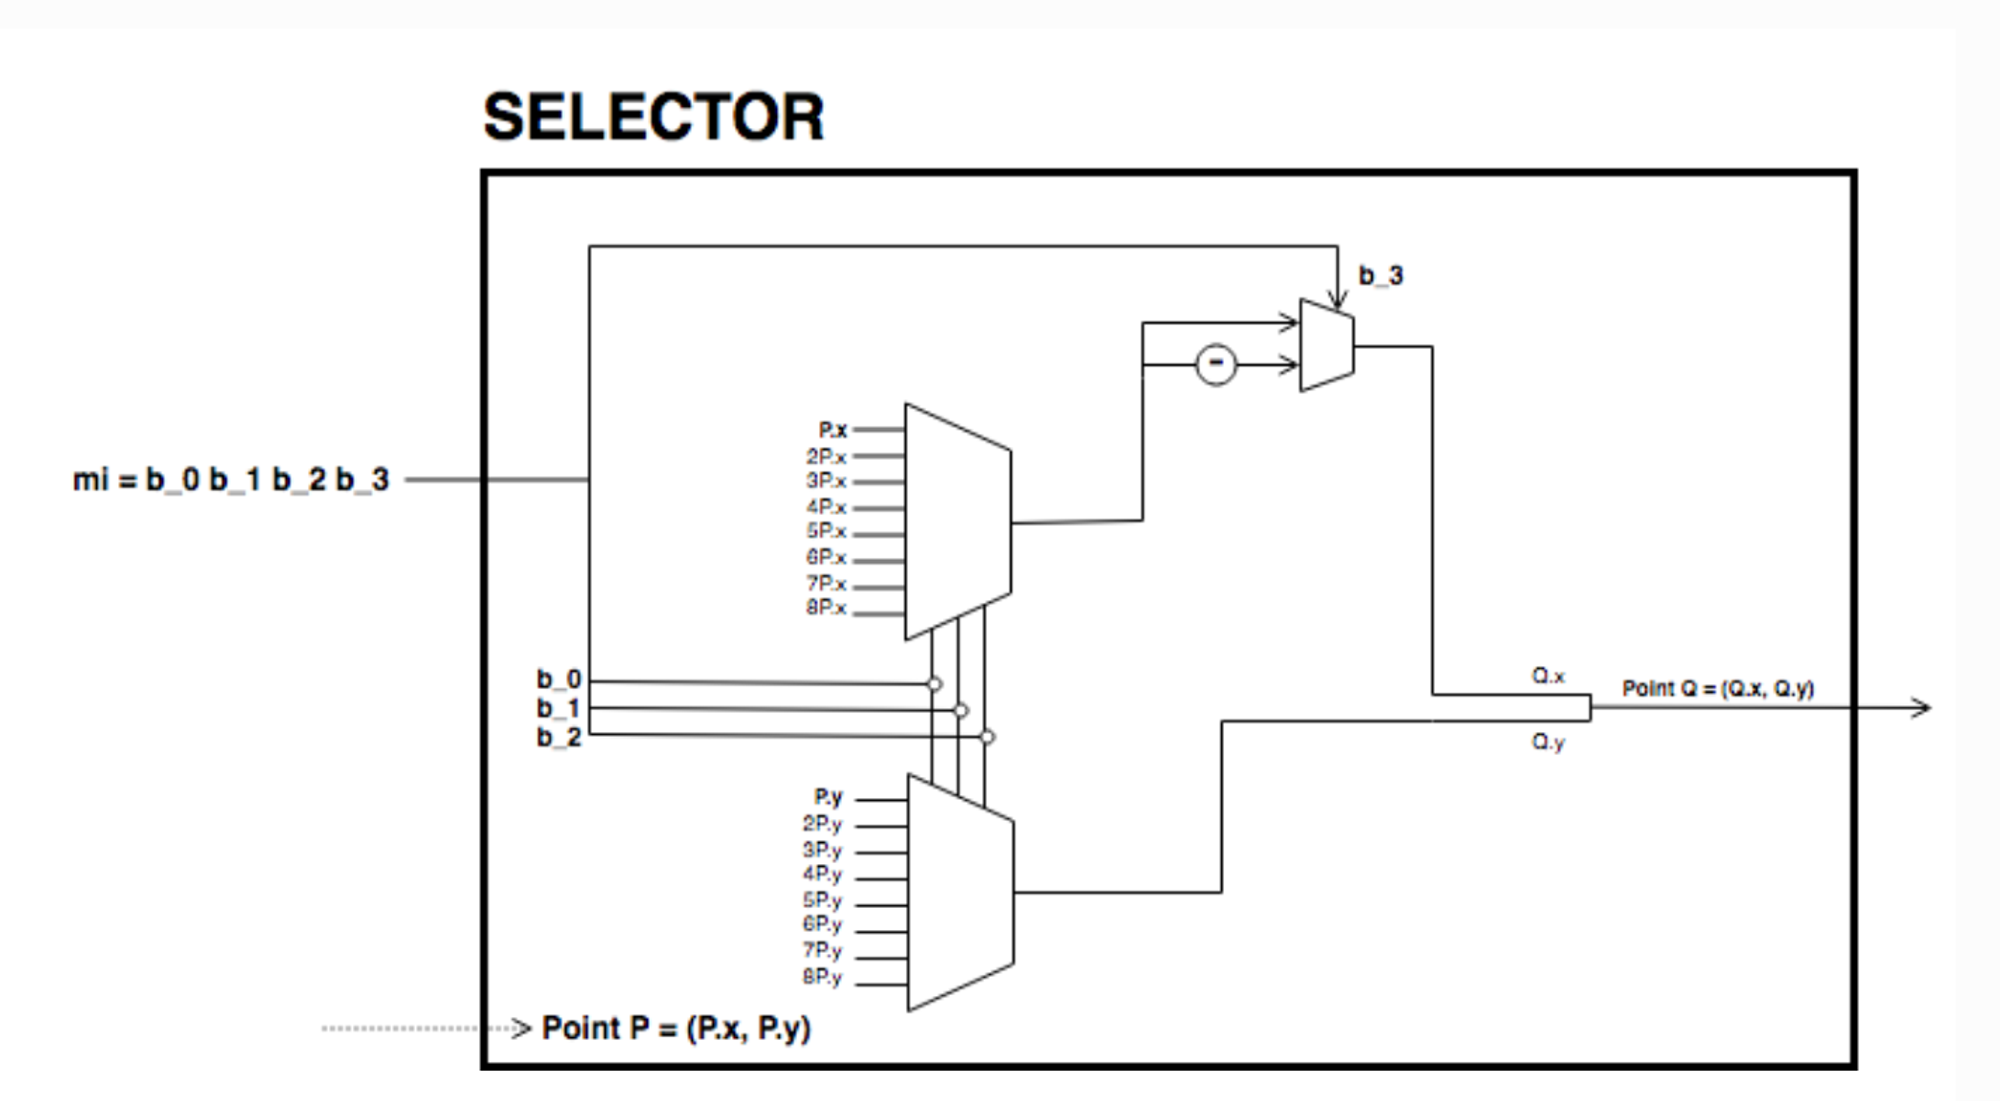 SELECTOR
b_3
P.x
2P.x
3P.x
4P.x
5P.x
6P.x
7P.x
8P.x
mi = b_0 b_1 b_2 b_3
-
b_0
b_1
b_2
Q.x
Point Q = (Q.x, Q.y)
Q.y
P.y
2P.y
3P.y
4P.y
5P.y
6P.y
7P.y
8P.y
Point P = (P.x, P.y)